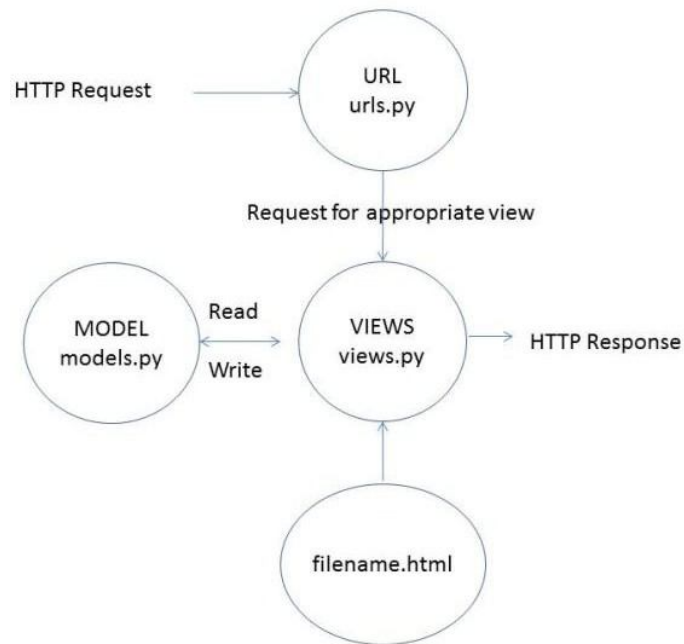 URL
urls.py
HTTP Request
Request for appropriate view
MODEL
models.py
Read
Write
VIEWS
views.py
HTTP Response
filename.html